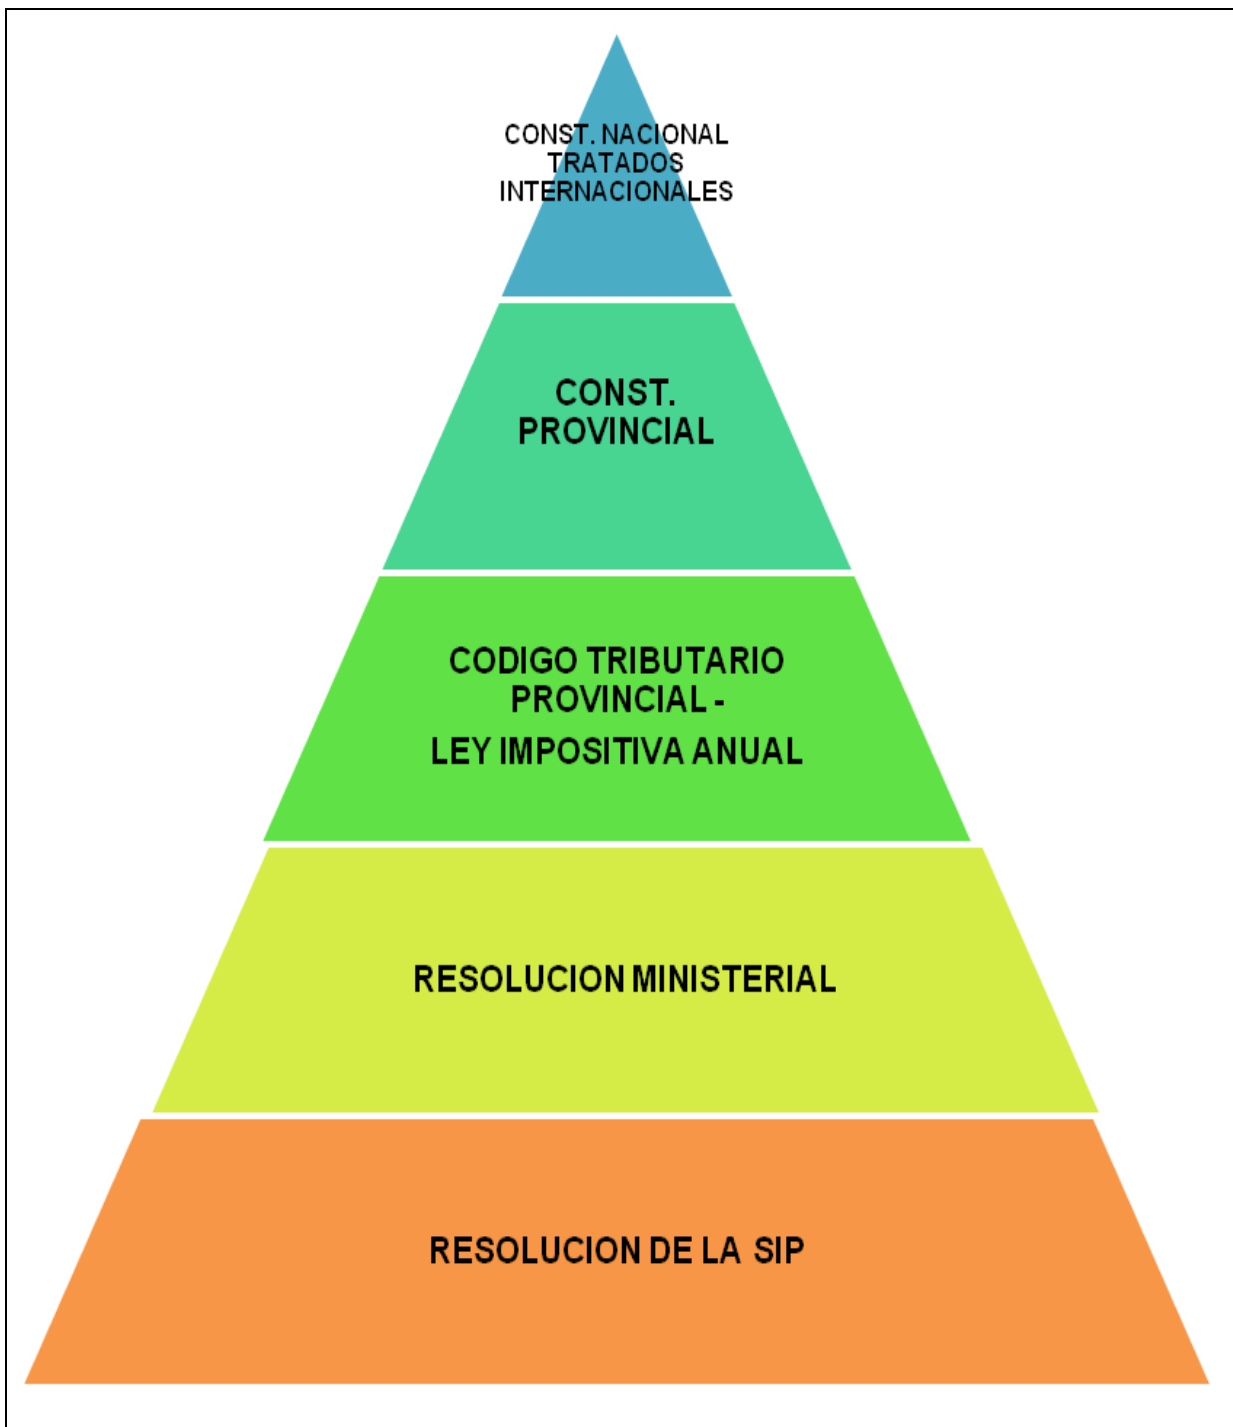 CONST. NACIONAL
TRATADOS
INTERNACIONALES
CONST.
PROVINCIAL
CODIGO TRIBUTARIO
PROVINCIAL -
LEY IMPOSITIVA ANUAL
RESOLUCION MINISTERIAL
RESOLUCION DE LA SIP